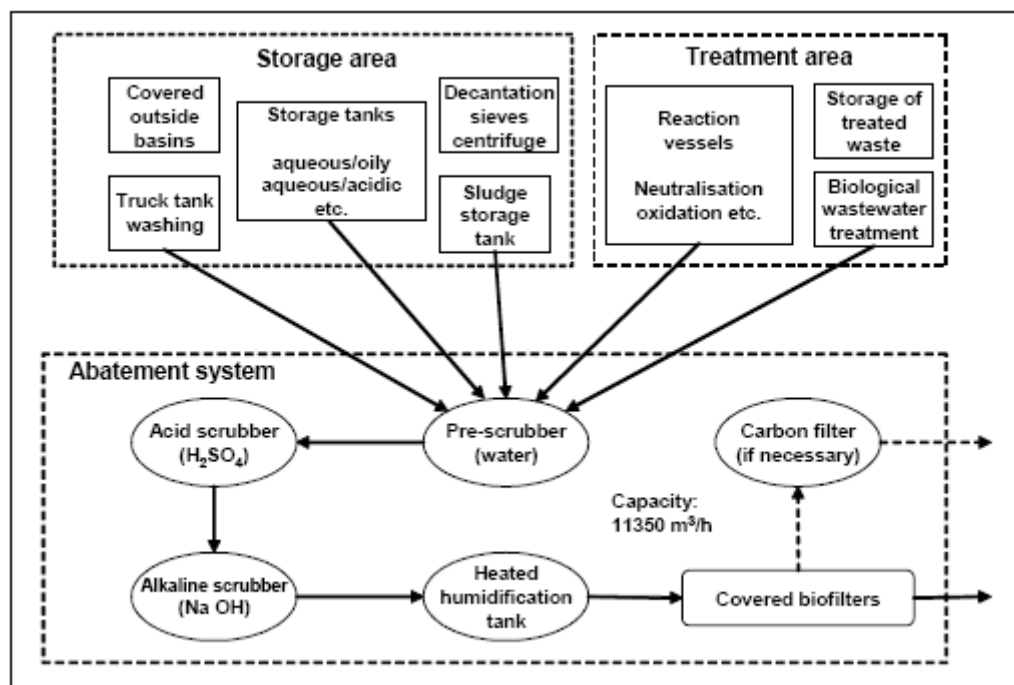 Storage area
Covered
outside
basins
Storage tanks
aqueous/oily
aqueous/acidic
etc.
Decantation
sieves
centrifuge
Truck tank
washing
Sludge
storage
tank
Treatment area
Reaction
vessels
Neutralisation
oxidation etc.
Storage of
treated
waste
Biological
wastewater
treatment
Abatement system
Acid scrubber
(H₂SO₄)
Pre-scrubber
(water)
Carbon filter
(if necessary)
Capacity:
11350 m³/h
Alkaline scrubber
(Na OH)
Heated
humidification
tank
Covered biofilters